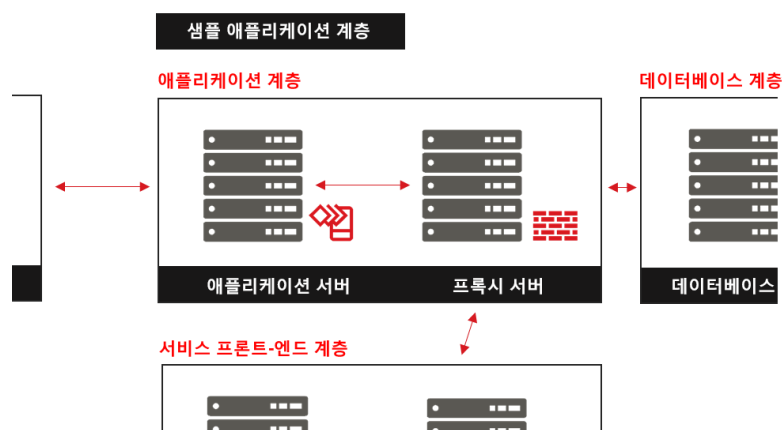 샘플 애플리케이션 계층
애플리케이션 계층
데이터베이스 계층
애플리케이션 서버
프록시 서버
데이터베이스
서비스 프론트-엔드 계층